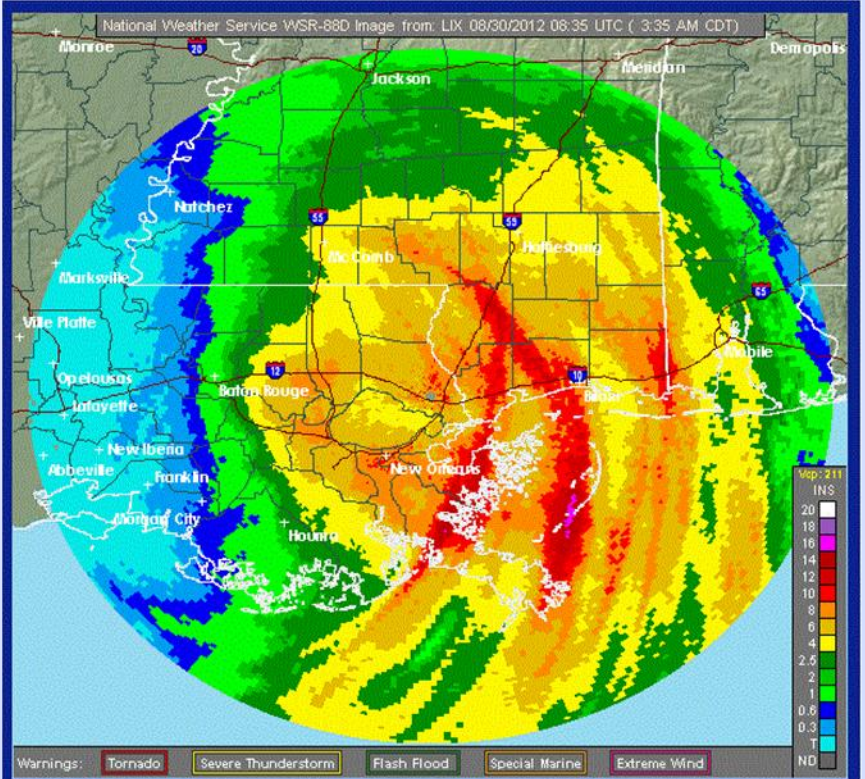 National Weather Service WSR-88D Image from: LIX 08/30/2012 08:35 UTC ( 3:35 AM CDT)
Monroe
20
Demopolis
Meridian
Jackson
Natchez
55
55
Hattiesburg
Mc Comb
Marksville
65
Ville Platte
Mobile
Opelousas
12
10
Baton Rouge
Biloxi
Lafayette
New Iberia
New Orleans
Abbeville
Franklin
Morgan City
Houma
Vcp: 211
INS
20
18
16
14
12
10
8
6
4
2.5
2
1
0.6
0.3
T
ND
Warnings: Tornado Severe Thunderstorm Flash Flood Special Marine Extreme Wind